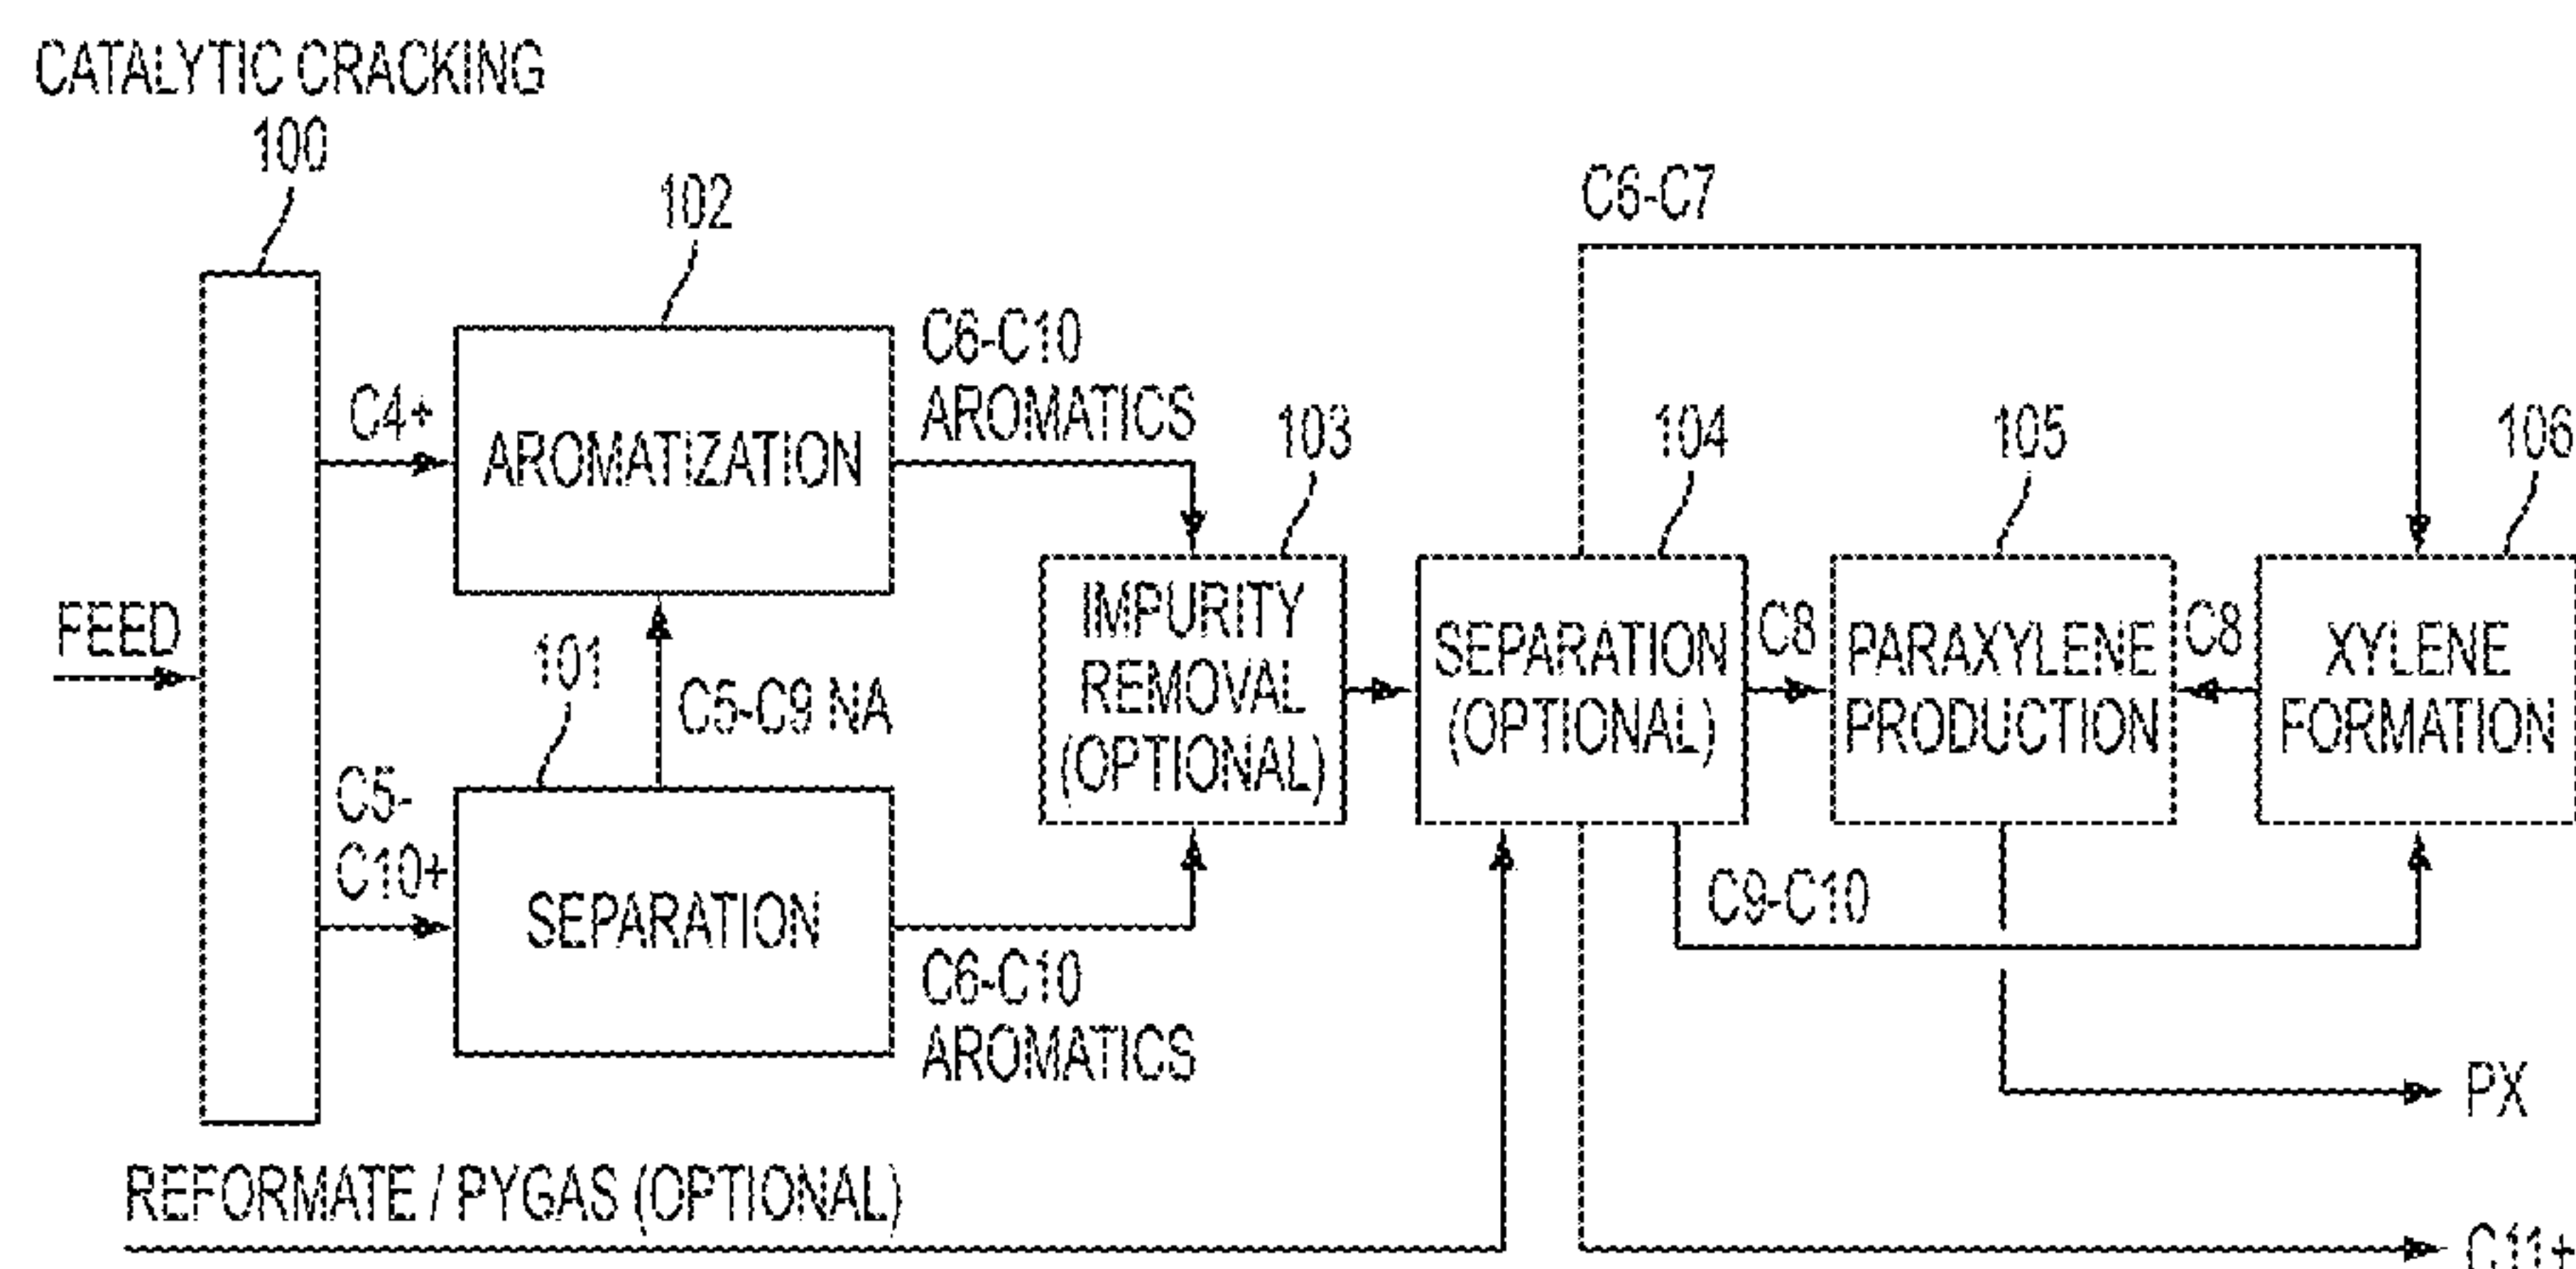 CATALYTIC CRACKING
100
102
C6-C7
C6-C10
AROMATICS
C4+
AROMATIZATION
103
104
105
106
FEED
101
C5-C9 NA
IMPURITY
REMOVAL
(OPTIONAL)
SEPARATION
(OPTIONAL)
C8
PARAXYLENE
PRODUCTION
C8
XYLENE
FORMATION
C5-
C10+
SEPARATION
C6-C10
AROMATICS
C9-C10
PX
REFORMATE / PYGAS (OPTIONAL)
C11+